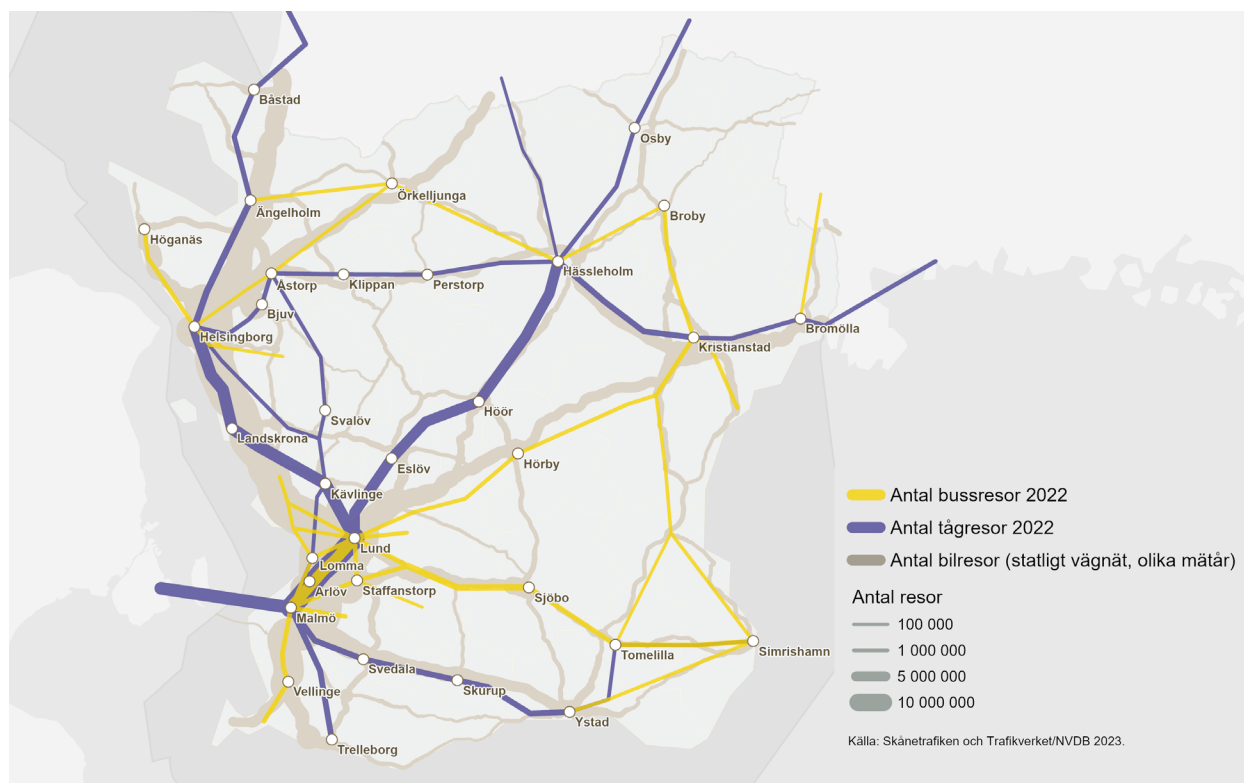 Båstad
Osby
Örkelljunga
Ängelholm
Broby
Höganäs
Hässleholm
Åstorp
Klippan
Perstorp
Bjuv
Helsingborg
Bromölla
Kristianstad
Svalöv
Höör
Landskrona
Eslöv
Hörby
Kävlinge
Lund
Lomma
Arlöv
Staffanstorp
Sjöbo
Malmö
Tomelilla
Simrishamn
Svedala
Skurup
Vellinge
Ystad
Trelleborg
Antal bussresor 2022
Antal tågresor 2022
Antal bilresor (statligt vägnät, olika mätår)
Antal resor
100 000
1 000 000
5 000 000
10 000 000
Källa: Skånetrafiken och Trafikverket/NVDB 2023.